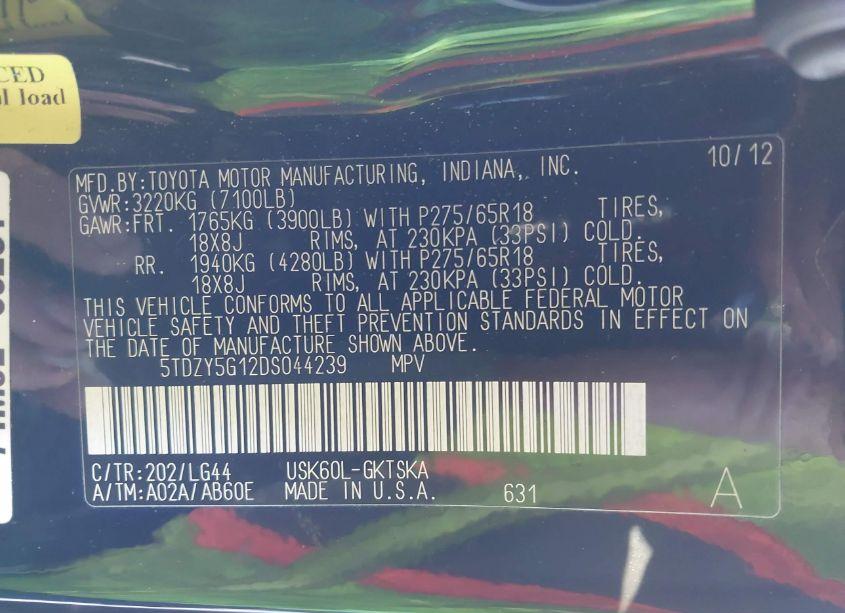 CED
al load
10/12
MFD.BY:TOYOTA MOTOR MANUFACTURING, INDIANA, INC.
GVWR:3220KG (7100LB)
GAWR:FRT. 1765KG (3900LB) WITH P275/65R18 TIRES,
18X8J RIMS, AT 230KPA (33PSI) COLD.
RR. 1940KG (4280LB) WITH P275/65R18 TIRES,
18X8J RIMS, AT 230KPA (33PSI) COLD.
THIS VEHICLE CONFORMS TO ALL APPLICABLE FEDERAL MOTOR
VEHICLE SAFETY AND THEFT PREVENTION STANDARDS IN EFFECT ON
THE DATE OF MANUFACTURE SHOWN ABOVE.
5TDZY5G12DS044239 MPV
C/TR:202/LG44 USK60L-GKTSKA
A/TM:A02A/AB60E MADE IN U.S.A. 631 A